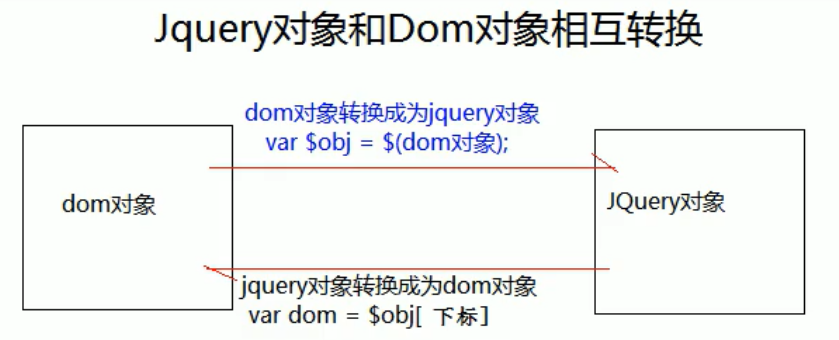 Jquery对象和Dom对象相互转换
dom对象转换成为jquery对象
var $obj = $(dom对象);
dom对象
JQuery对象
jquery对象转换成为dom对象
var dom = $obj[ 下标]